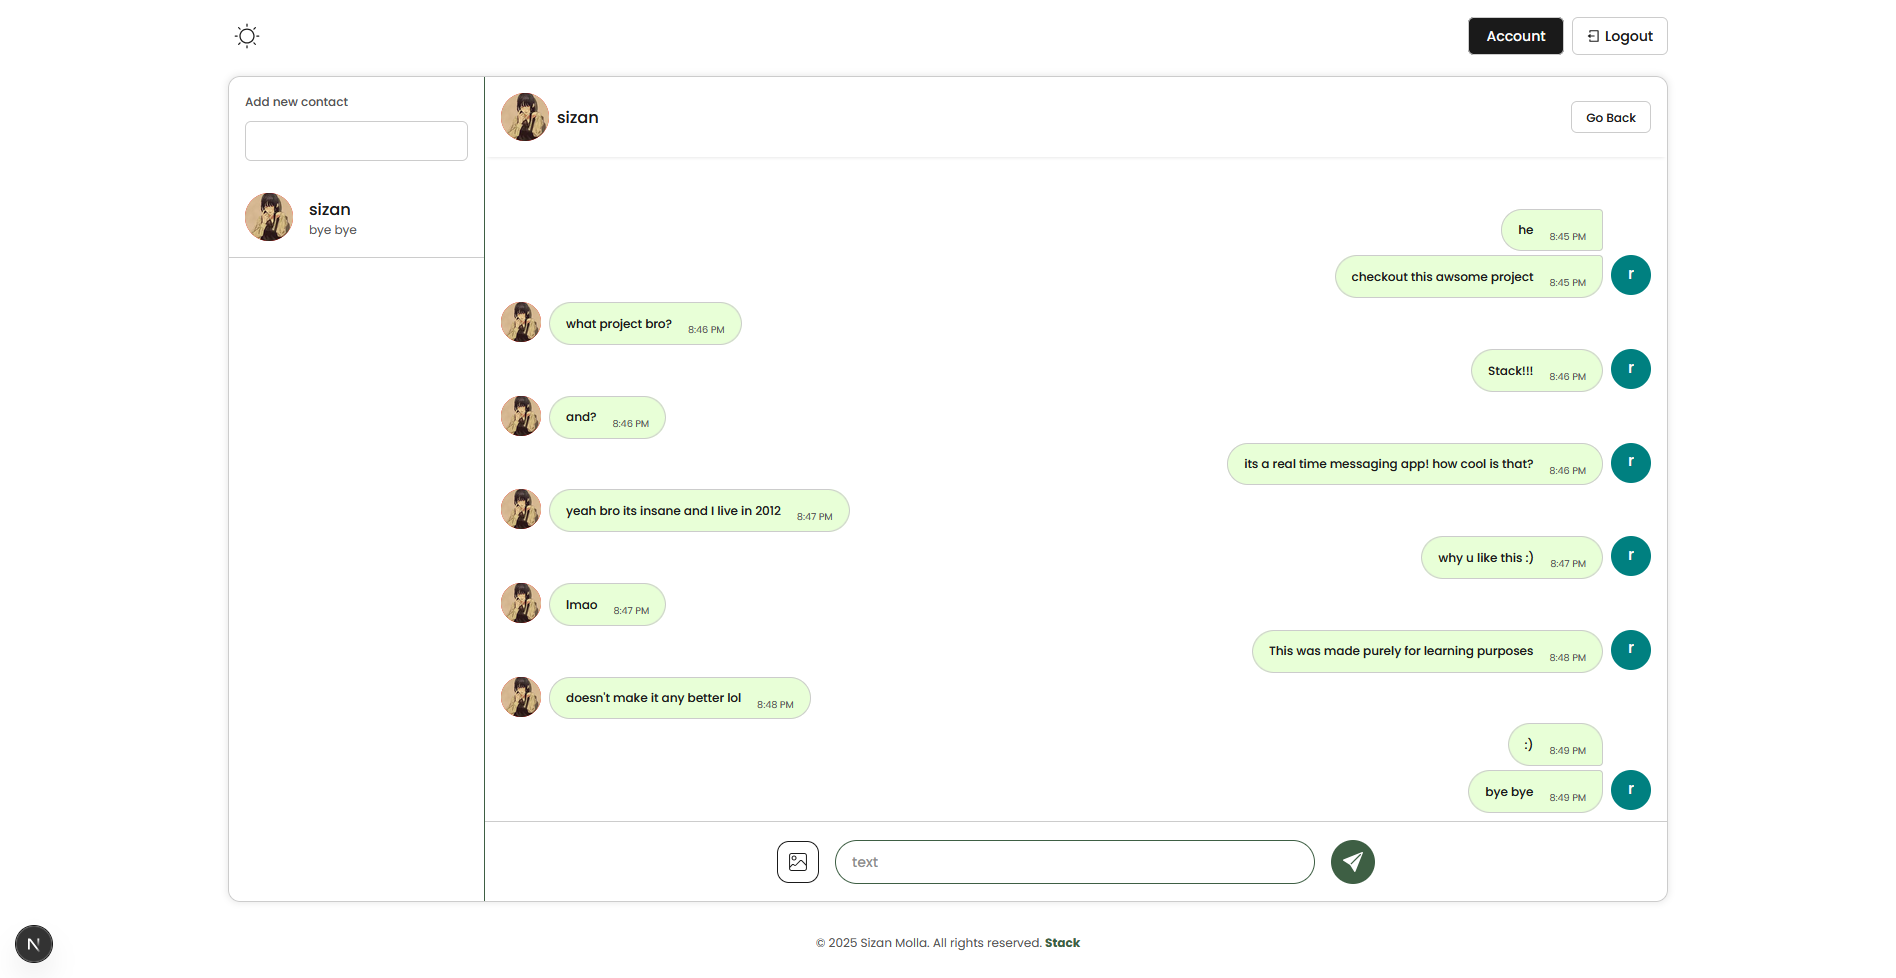 Account
Logout
Add new contact
sizan
bye bye
sizan
Go Back
he 8:45 PM
checkout this awsome project 8:45 PM
r
what project bro? 8:46 PM
Stack!!! 8:46 PM
r
and? 8:46 PM
its a real time messaging app! how cool is that? 8:46 PM
r
yeah bro its insane and I live in 2012 8:47 PM
why u like this :) 8:47 PM
r
lmao 8:47 PM
This was made purely for learning purposes 8:48 PM
r
doesn't make it any better lol 8:48 PM
:) 8:49 PM
bye bye 8:49 PM
r
text
© 2025 Sizan Molla. All rights reserved. Stack
N